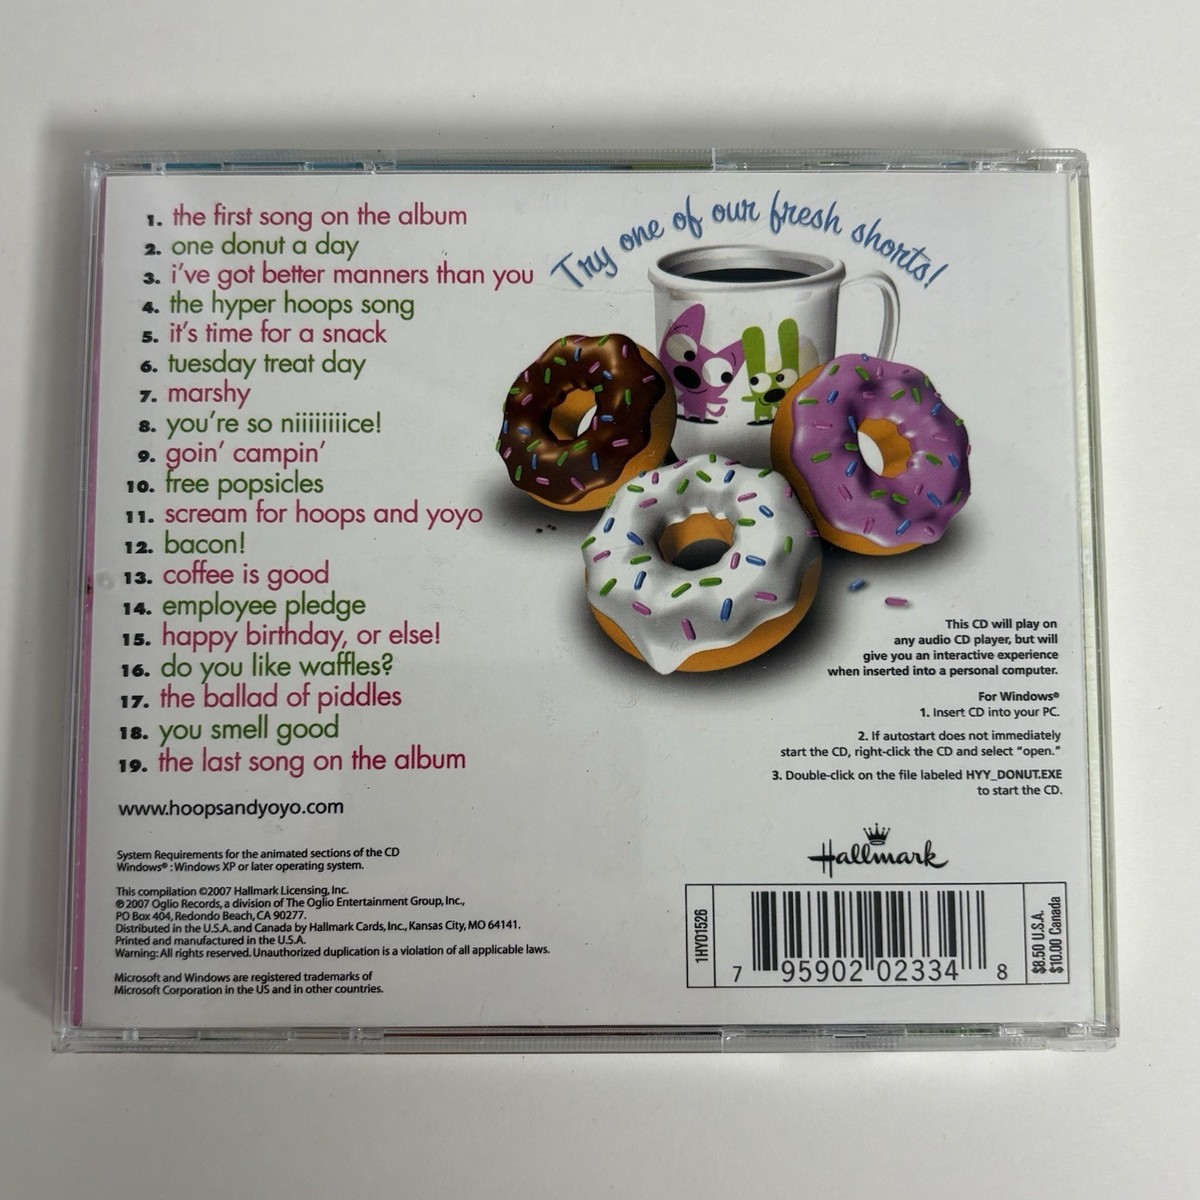 1. the first song on the album
2. one donut a day
3. i've got better manners than you
4. the hyper hoops song
5. it's time for a snack
6. tuesday treat day
7. marshy
8. you're so niiiiiiiice!
9. goin' campin'
10. free popsicles
11. scream for hoops and yoyo
12. bacon!
13. coffee is good
14. employee pledge
15. happy birthday, or else!
16. do you like waffles?
17. the ballad of piddles
18. you smell good
19. the last song on the album
www.hoopsandyoyo.com
System Requirements for the animated sections of the CD
Windows® : Windows XP or later operating system.
This compilation ©2007 Hallmark Licensing, Inc.
℗ 2007 Oglio Records, a division of The Oglio Entertainment Group, Inc.,
PO Box 404, Redondo Beach, CA 90277.
Distributed in the U.S.A. and Canada by Hallmark Cards, Inc., Kansas City, MO 64141.
Printed and manufactured in the U.S.A.
Warning: All rights reserved. Unauthorized duplication is a violation of all applicable laws.
Microsoft and Windows are registered trademarks of
Microsoft Corporation in the US and in other countries.
Try one of our fresh shorts!
This CD will play on
any audio CD player, but will
give you an interactive experience
when inserted into a personal computer.
For Windows®
1. Insert CD into your PC.
2. If autostart does not immediately
start the CD, right-click the CD and select "open."
3. Double-click on the file labeled HYY_DONUT.EXE
to start the CD.
Hallmark
1HYO1526
7 95902 02334 8
$8.50 U.S.A.
$10.00 Canada